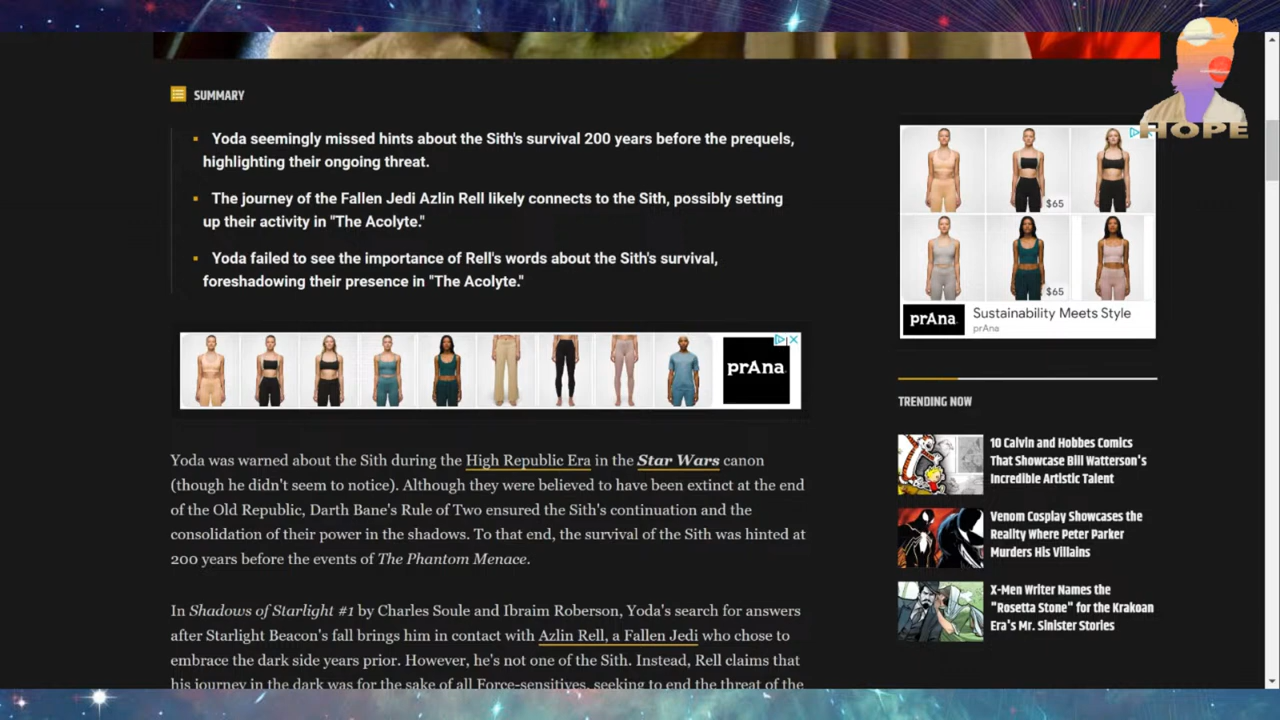 HOPE
SUMMARY
Yoda seemingly missed hints about the Sith's survival 200 years before the prequels,
highlighting their ongoing threat.
The journey of the Fallen Jedi Azlin Rell likely connects to the Sith, possibly setting
up their activity in "The Acolyte."
Yoda failed to see the importance of Rell's words about the Sith's survival,
foreshadowing their presence in "The Acolyte."
prAna
Yoda was warned about the Sith during the High Republic Era in the Star Wars canon
(though he didn't seem to notice). Although they were believed to have been extinct at the end
of the Old Republic, Darth Bane's Rule of Two ensured the Sith's continuation and the
consolidation of their power in the shadows. To that end, the survival of the Sith was hinted at
200 years before the events of The Phantom Menace.
In Shadows of Starlight #1 by Charles Soule and Ibraim Roberson, Yoda's search for answers
after Starlight Beacon's fall brings him in contact with Azlin Rell, a Fallen Jedi who chose to
embrace the dark side years prior. However, he's not one of the Sith. Instead, Rell claims that
his journey in the dark was for the sake of all Force-sensitives, seeking to end the threat of the
$65
$65
prAna
Sustainability Meets Style
prAna
TRENDING NOW
10 Calvin and Hobbes Comics
That Showcase Bill Watterson's
Incredible Artistic Talent
Venom Cosplay Showcases the
Reality Where Peter Parker
Murders His Villains
X-Men Writer Names the
"Rosetta Stone" for the Krakoan
Era's Mr. Sinister Stories